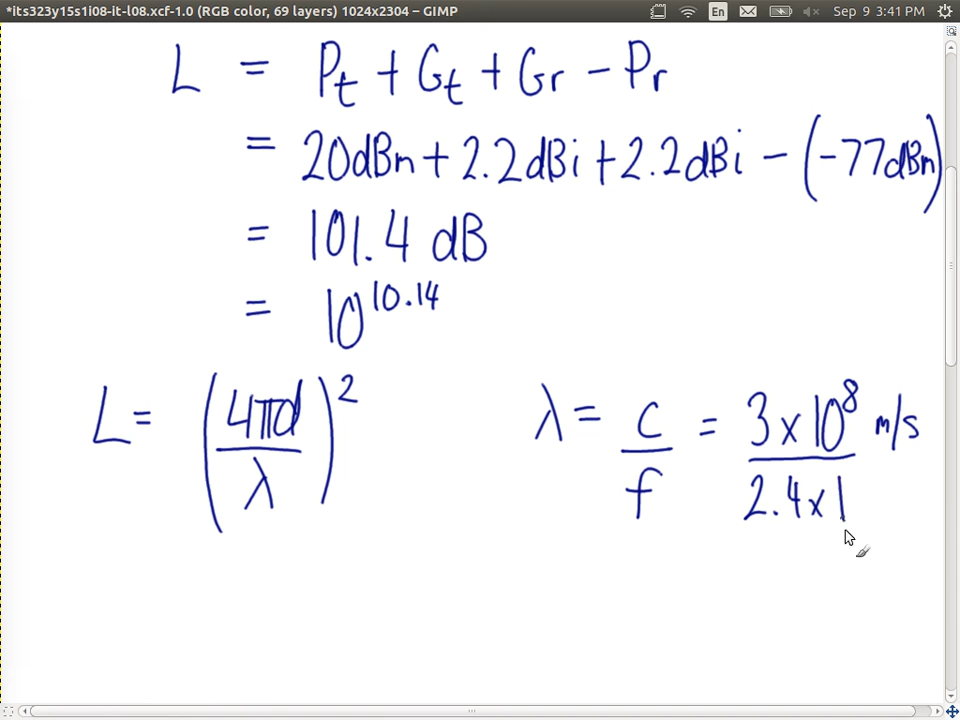 *its323y15s1i08-it-l08.xcf-1.0 (RGB color, 69 layers) 1024x2304 – GIMP En Sep 9 3:41 PM
L = Pt + Gt + Gr − Pr
= 20dBm + 2.2dBi + 2.2dBi − (−77dBm)
= 101.4 dB
= 10^10.14
L = (4πd/λ)^2 λ = c/f = 3 x 10^8 m/s / 2.4 x 1